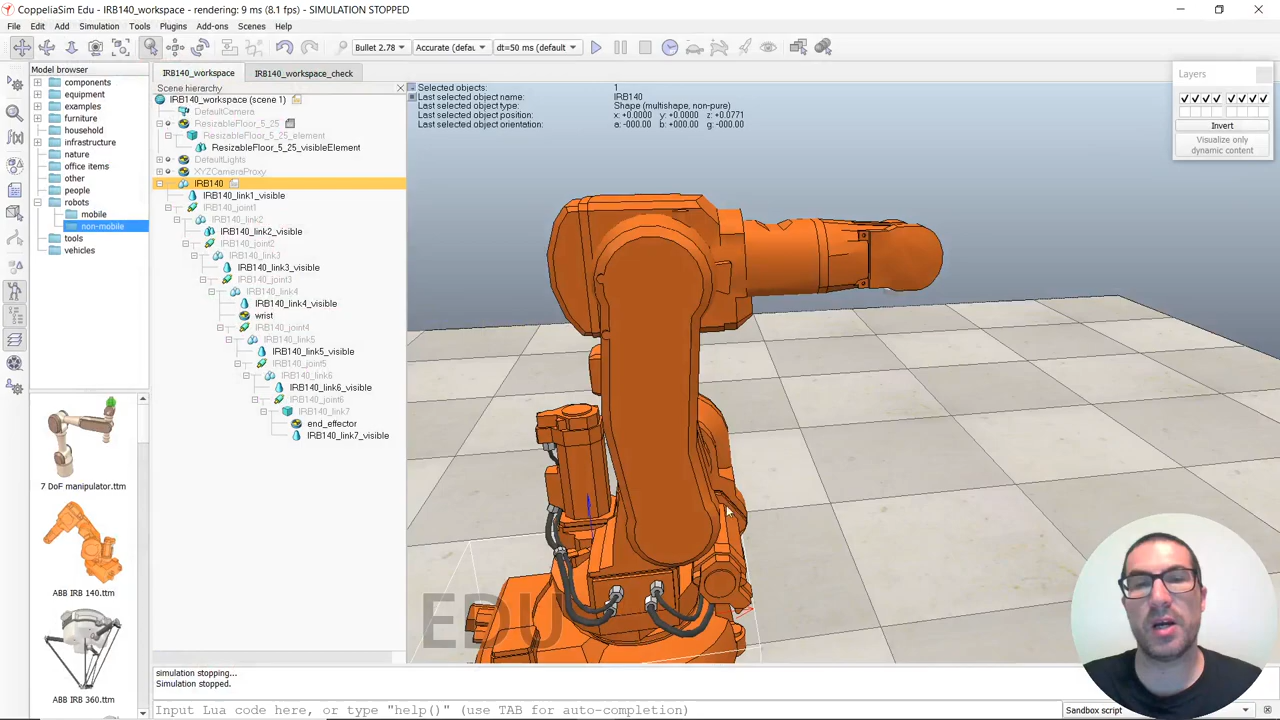 CoppeliaSim Edu - IRB140_workspace - rendering: 9 ms (8.1 fps) - SIMULATION STOPPED
File Edit Simulation Tools Plugins Add-ons Scenes Help
Bullet 2.78 Accurate (defau dt=50 ms (default)
Model browser
components
equipment
examples
furniture
household
infrastructure
nature
office items
other
people
robots
mobile
non-mobile
tools
vehicles
7 DoF manipulator.ttm
ABB IRB 140.ttm
ABB IRB 360.ttm
IRB140_workspace IRB140_workspace_check
Scene hierarchy
IRB140_workspace (scene 1)
DefaultCamera
ResizableFloor_5_25
ResizableFloor_5_25_element
ResizableFloor_5_25_visibleElement
DefaultLights
XYZCameraProxy
IRB140
IRB140_link1_visible
IRB140_joint1
IRB140_link2
IRB140_link2_visible
IRB140_joint2
IRB140_link3
IRB140_link3_visible
IRB140_joint3
IRB140_link4
IRB140_link4_visible
wrist
IRB140_joint4
IRB140_link5
IRB140_link5_visible
IRB140_joint5
IRB140_link6
IRB140_link6_visible
IRB140_joint6
IRB140_link7
end_effector
IRB140_link7_visible
Selected objects: 1
Last selected object name: IRB140
Last selected object type: Shape (multishape, non-pure)
Last selected object position: x: +0.0000 y: +0.0000 z: +0.0771
Last selected object orientation: a: -000.00 b: +000.00 g: -000.00
Layers
Invert
Visualize only
dynamic content
EDU
simulation stopping...
Simulation stopped.
Input Lua code here, or type "help()" (use TAB for auto-completion)
Sandbox script